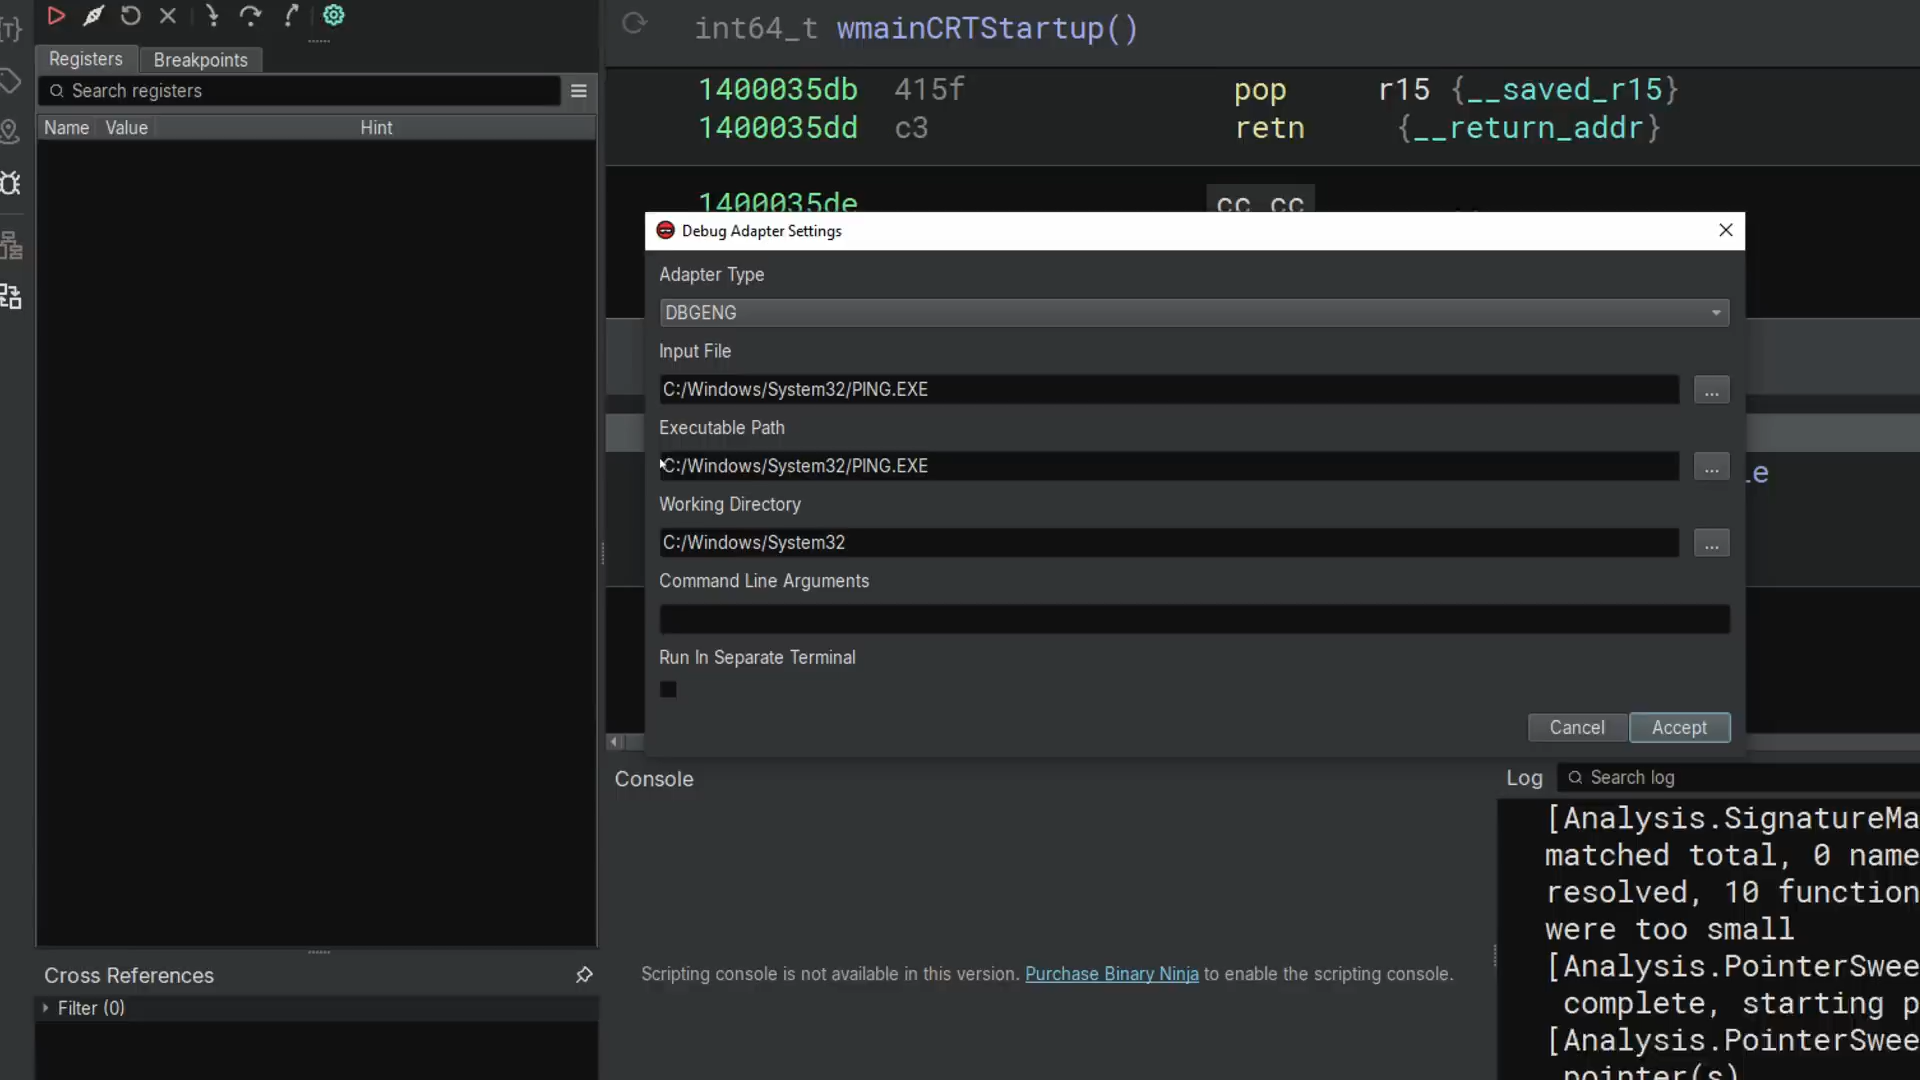 int64_t wmainCRTStartup()
Registers
Breakpoints
Search registers
Name Value Hint
1400035db 415f pop r15 {__saved_r15}
1400035dd c3 retn {__return_addr}
1400035de cc cc
Debug Adapter Settings
Adapter Type
DBGENG
Input File
C:/Windows/System32/PING.EXE
...
Executable Path
C:/Windows/System32/PING.EXE
...
Working Directory
C:/Windows/System32
...
Command Line Arguments
Run In Separate Terminal
Cancel
Accept
Console
Scripting console is not available in this version. Purchase Binary Ninja to enable the scripting console.
Log
Search log
[Analysis.SignatureMa
matched total, 0 name
resolved, 10 function
were too small
[Analysis.PointerSwee
complete, starting p
[Analysis.PointerSwee
pointer(s)
Cross References
Filter (0)